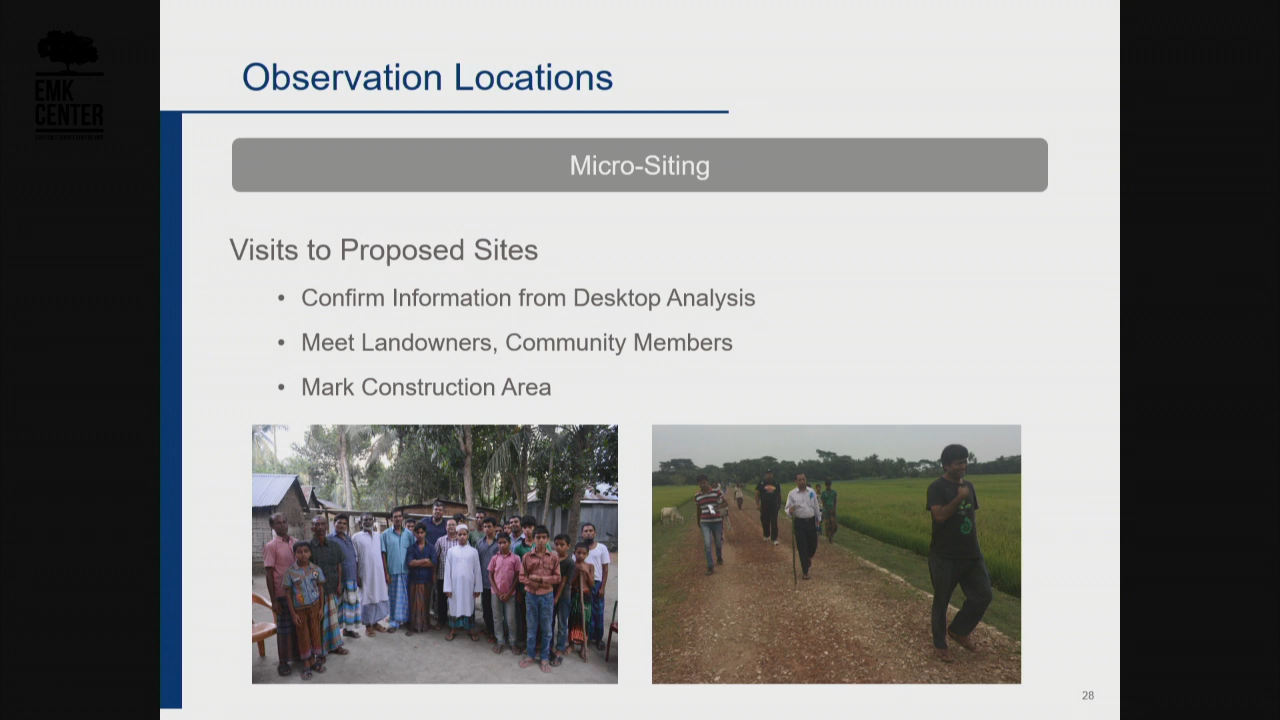 EMK
CENTER
Observation Locations
Micro-Siting
Visits to Proposed Sites
• Confirm Information from Desktop Analysis
• Meet Landowners, Community Members
• Mark Construction Area
28